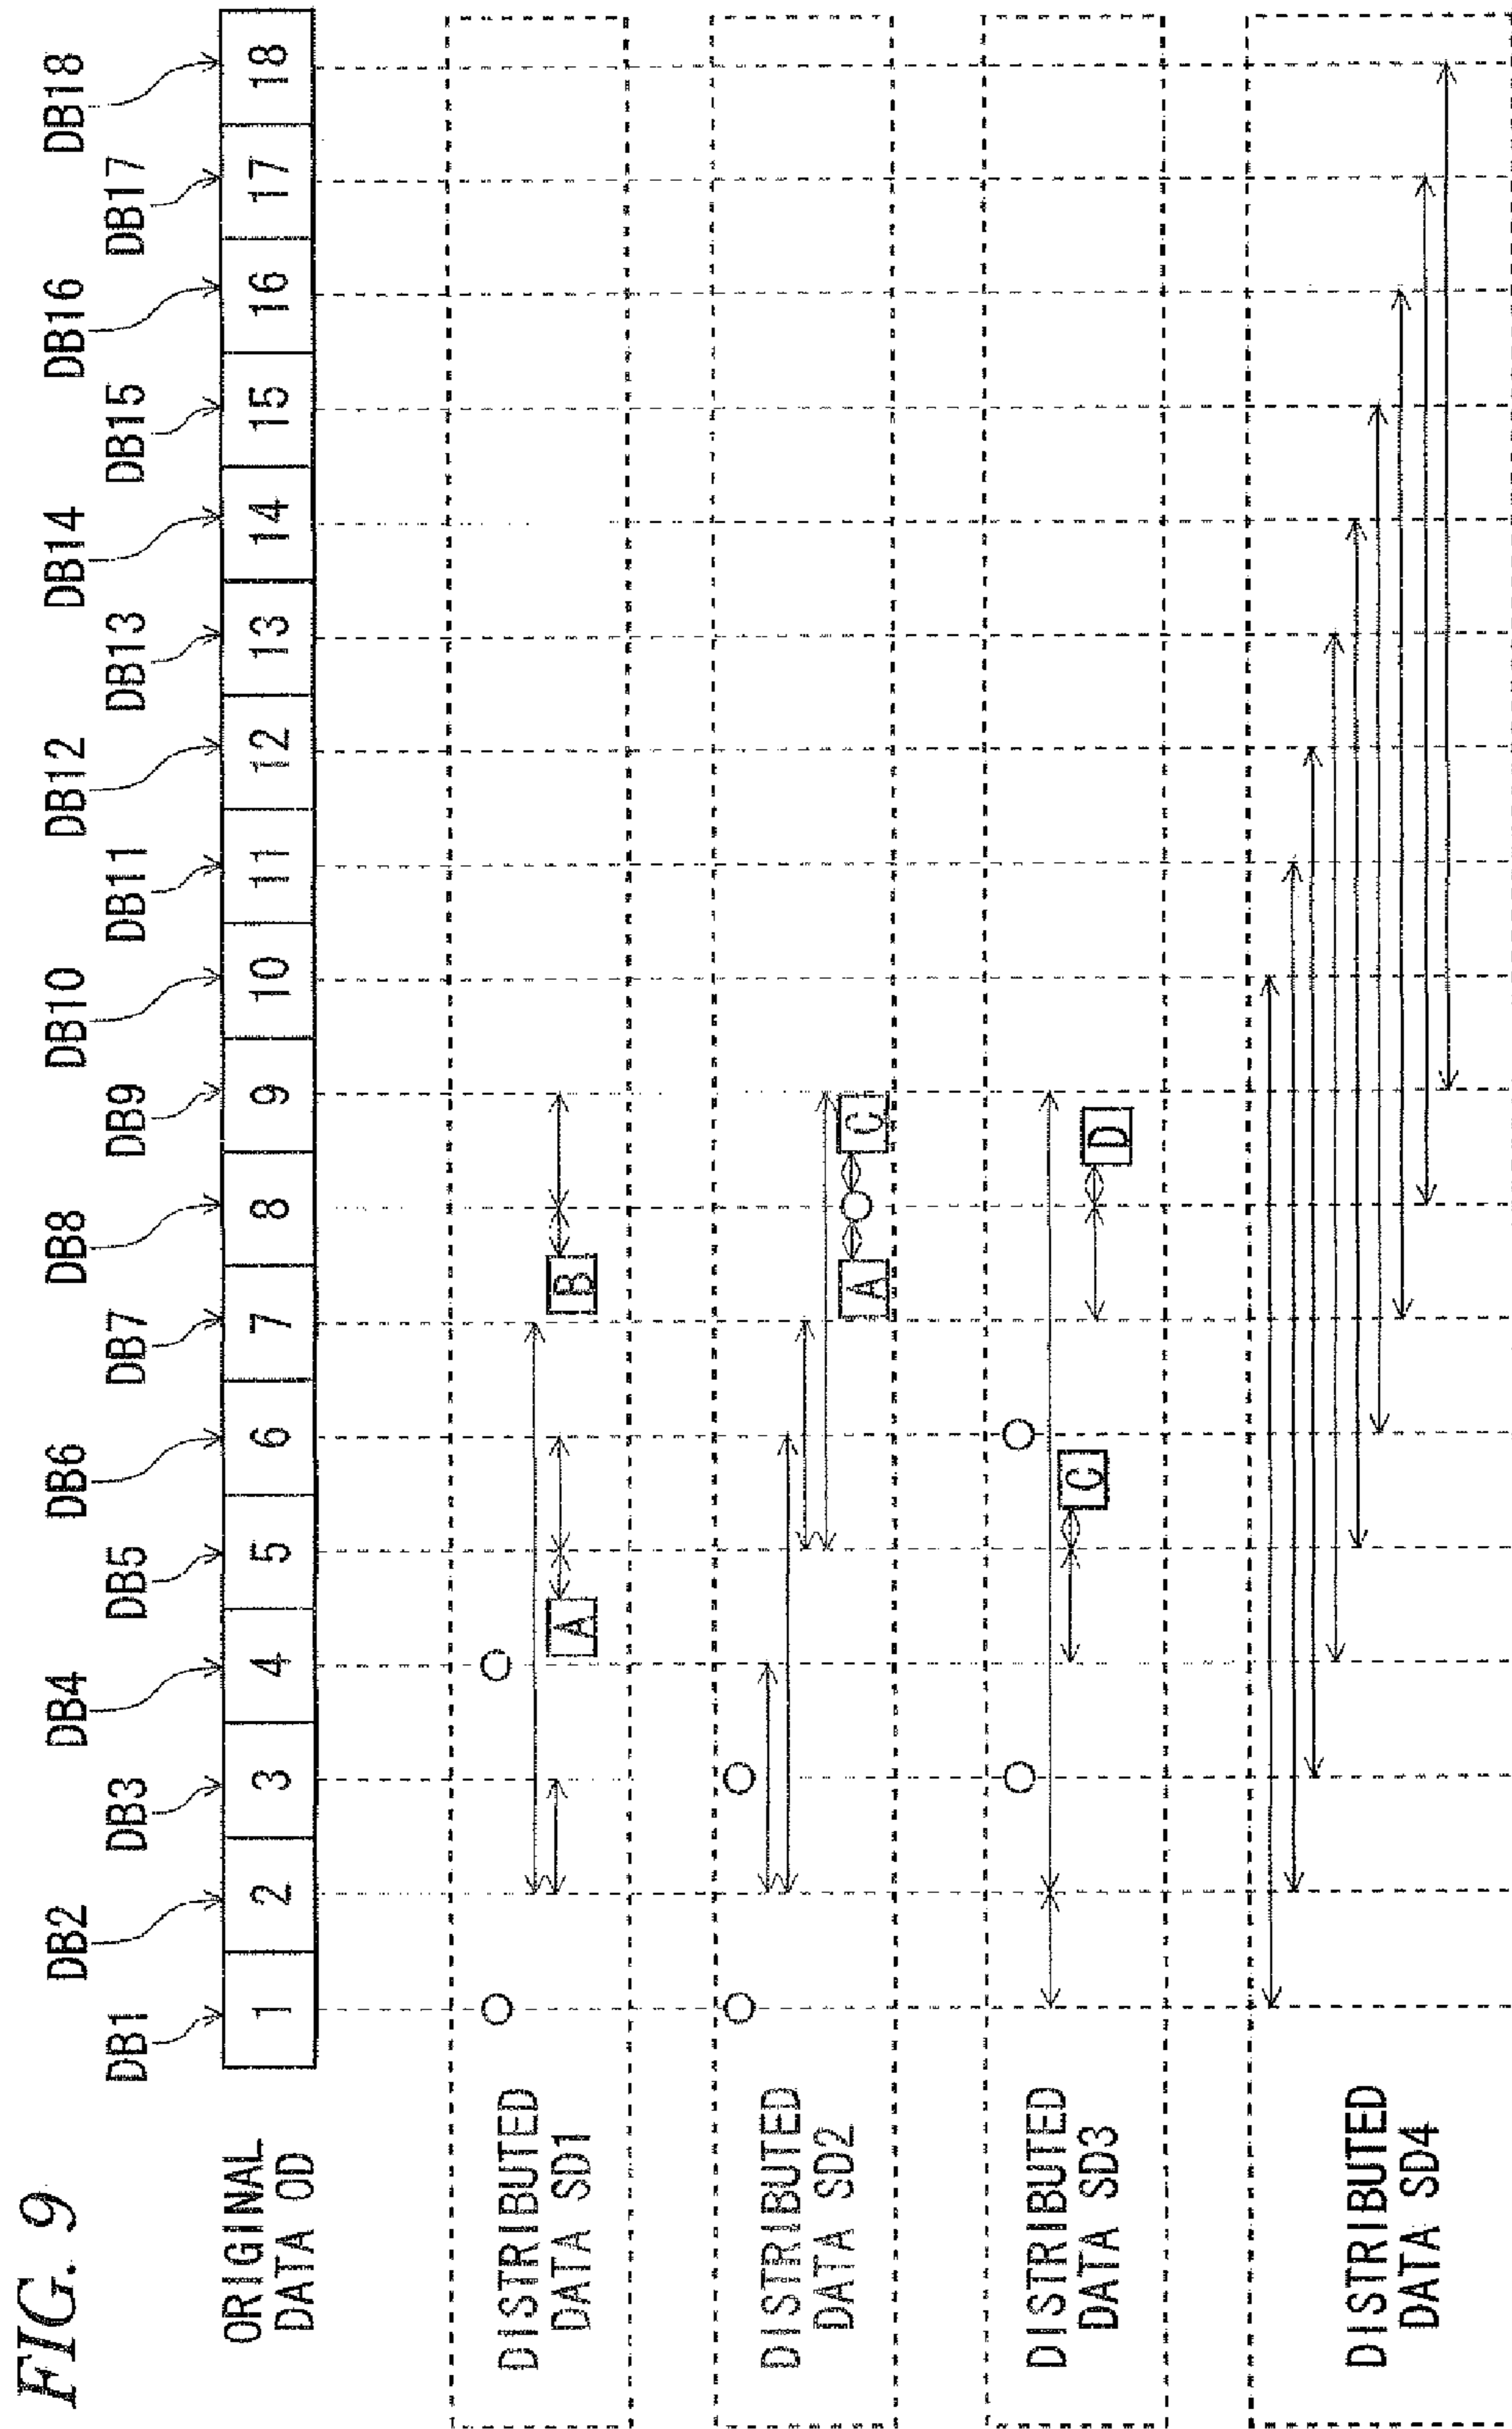 FIG. 9
DB1
DB2
DB3
DB4
DB5
DB6
DB7
DB8
DB9
DB10
DB11
DB12
DB13
DB14
DB15
DB16
DB17
DB18
ORIGINAL
DATA OD
1 2 3 4 5 6 7 8 9 10 11 12 13 14 15 16 17 18
DISTRIBUTED
DATA SD1
A
B
DISTRIBUTED
DATA SD2
A
C
DISTRIBUTED
DATA SD3
C
D
DISTRIBUTED
DATA SD4